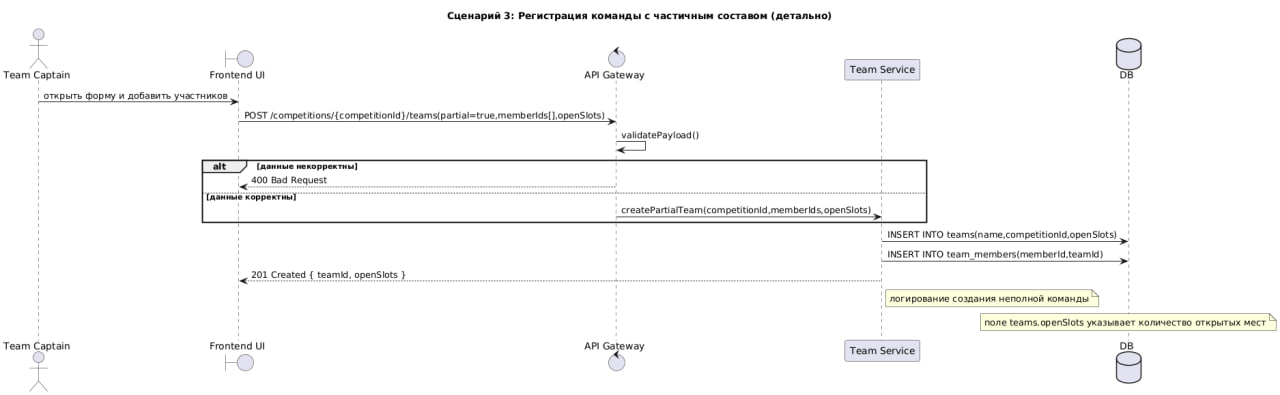 Сценарий 3: Регистрация команды с частичным составом (детально)
Team Captain
Frontend UI
API Gateway
Team Service
DB
открыть форму и добавить участников
POST /competitions/{competitionId}/teams(partial=true,memberIds[],openSlots)
validatePayload()
alt
[данные некорректны]
400 Bad Request
[данные корректны]
createPartialTeam(competitionId,memberIds,openSlots)
INSERT INTO teams(name,competitionId,openSlots)
INSERT INTO team_members(memberId,teamId)
201 Created { teamId, openSlots }
логирование создания неполной команды
поле teams.openSlots указывает количество открытых мест
Team Captain
Frontend UI
API Gateway
Team Service
DB